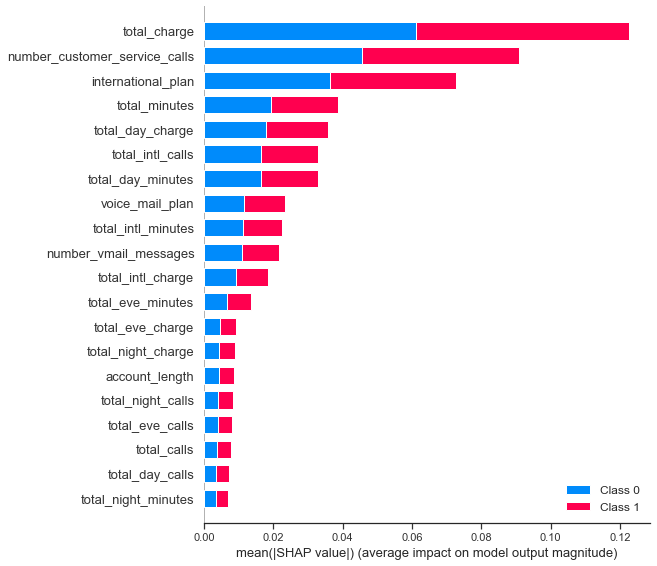 total_charge
number_customer_service_calls
international_plan
total_minutes
total_day_charge
total_intl_calls
total_day_minutes
voice_mail_plan
total_intl_minutes
number_vmail_messages
total_intl_charge
total_eve_minutes
total_eve_charge
total_night_charge
account_length
total_night_calls
total_eve_calls
total_calls
total_day_calls
total_night_minutes
Class 0
Class 1
0.00 0.02 0.04 0.06 0.08 0.10 0.12
mean(|SHAP value|) (average impact on model output magnitude)